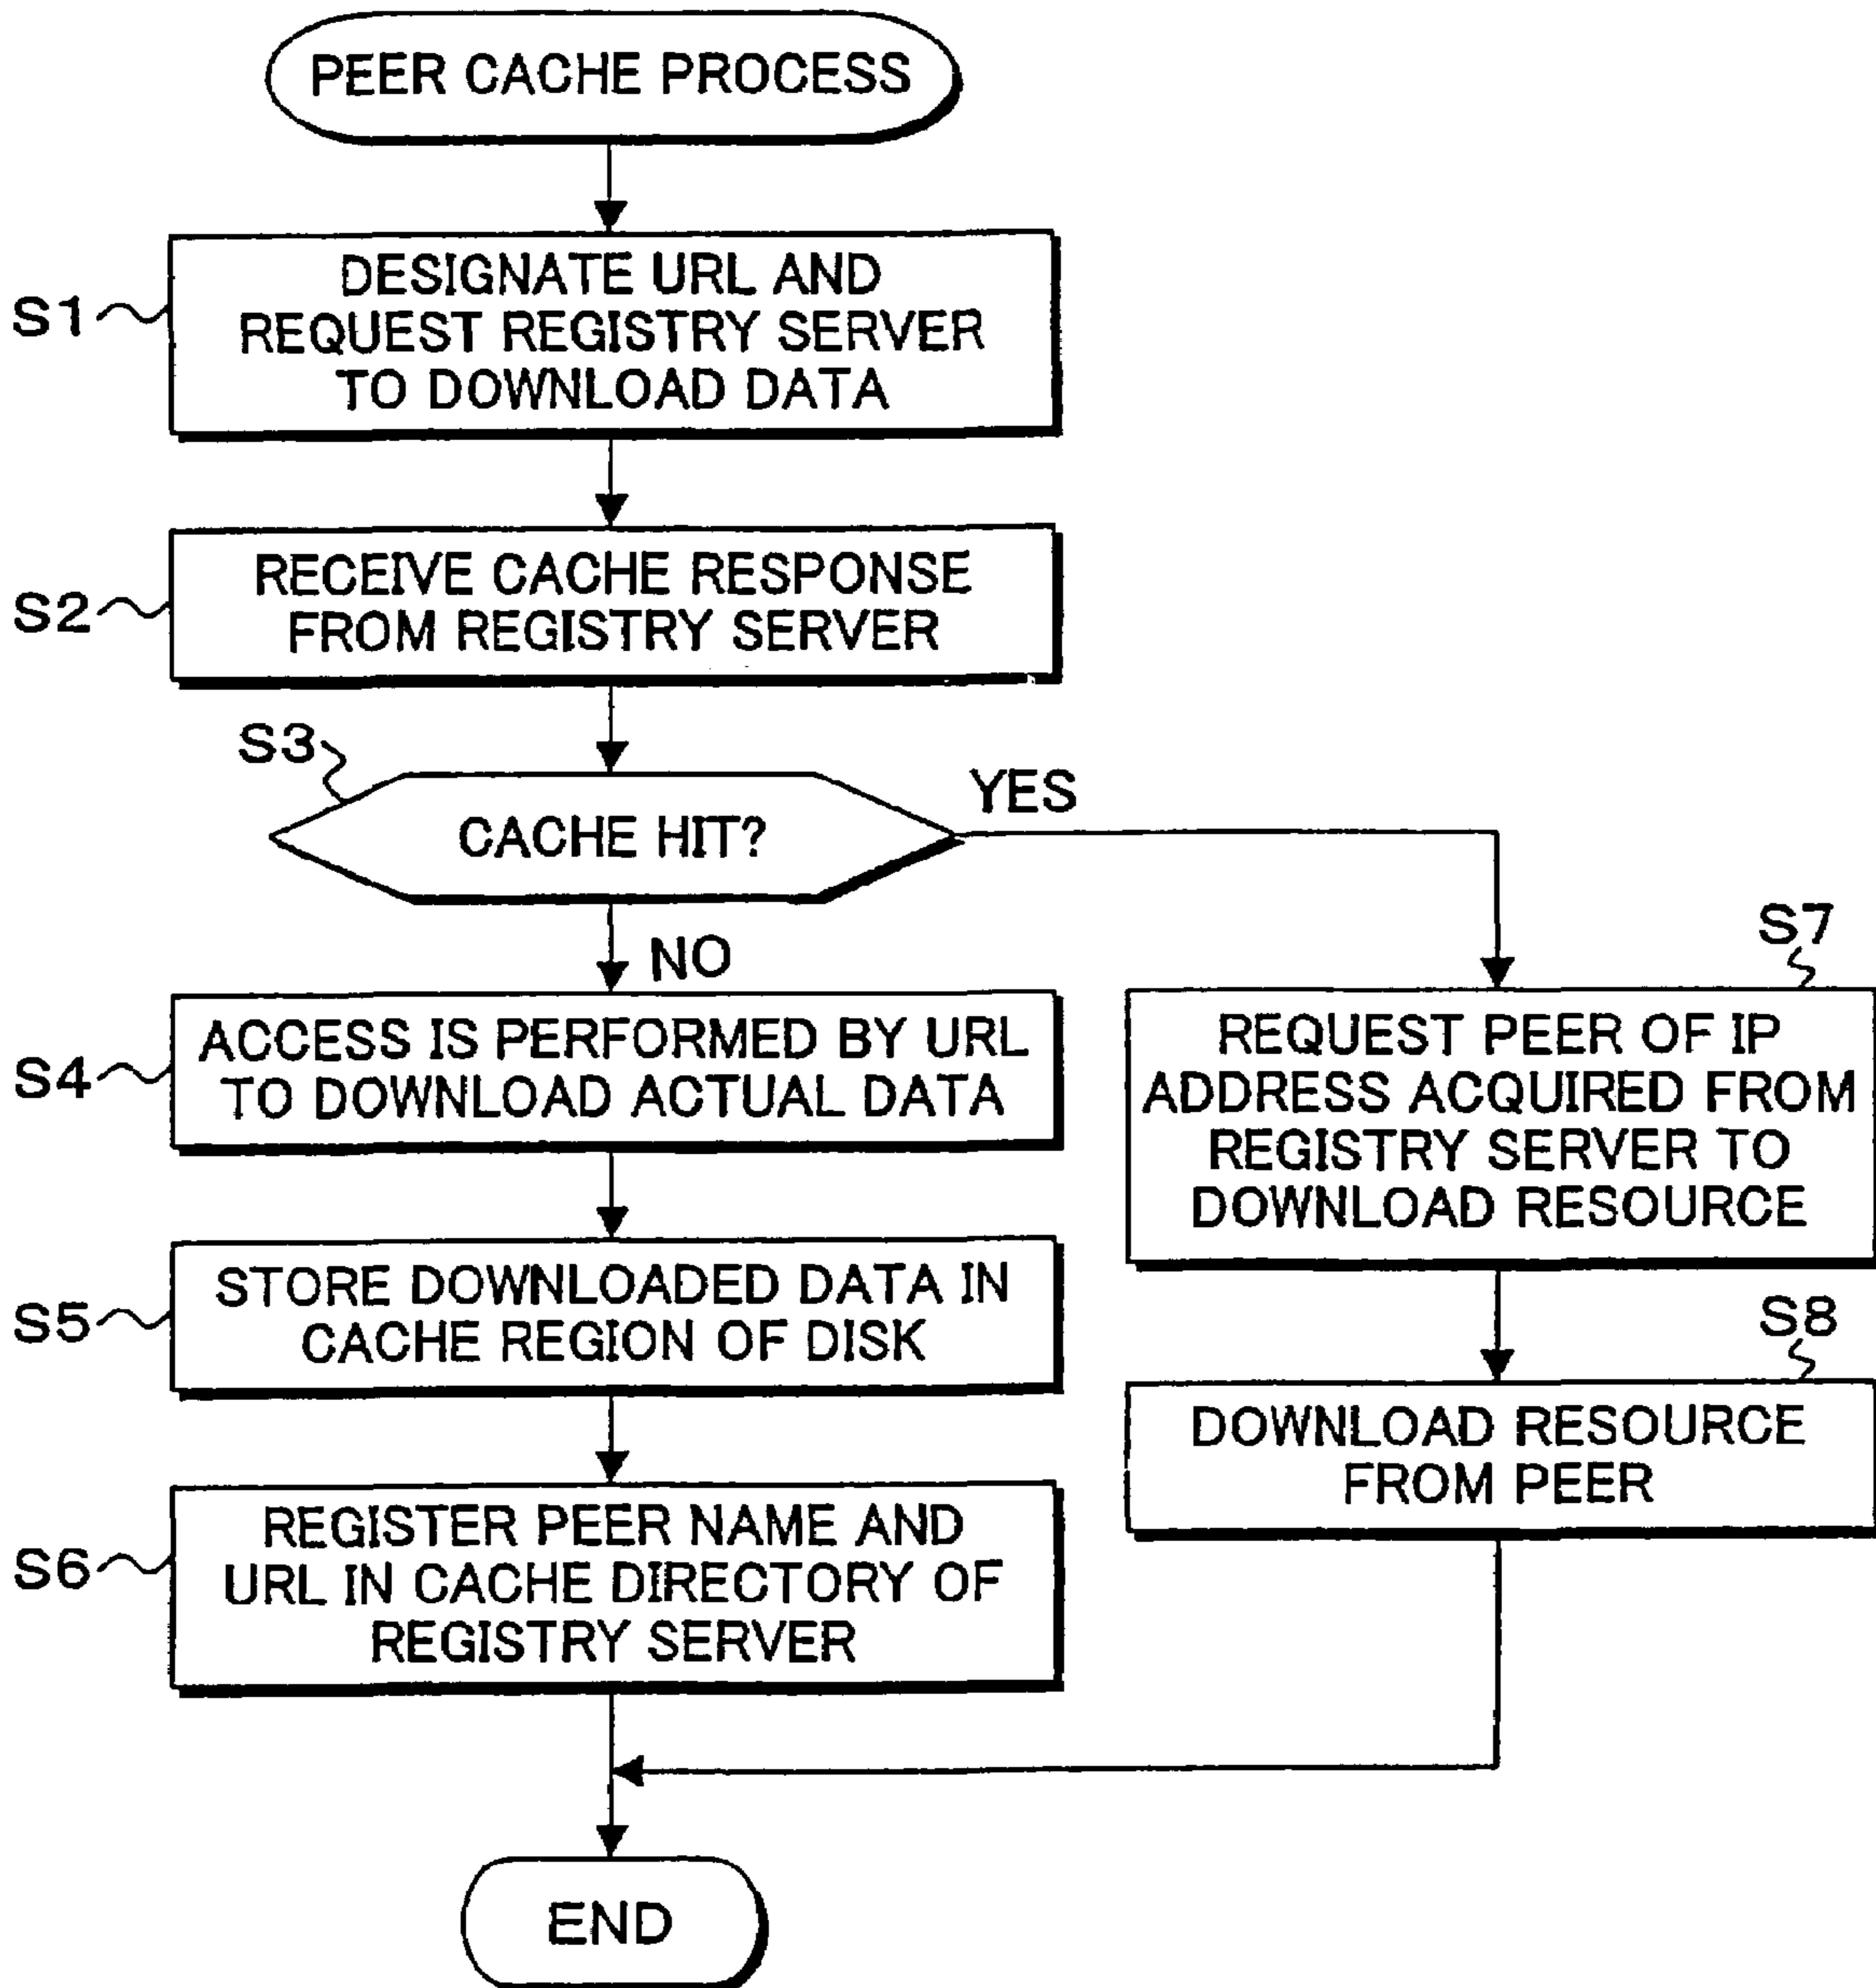 PEER CACHE PROCESS
S1
DESIGNATE URL AND
REQUEST REGISTRY SERVER
TO DOWNLOAD DATA
S2
RECEIVE CACHE RESPONSE
FROM REGISTRY SERVER
S3
CACHE HIT?
YES
NO
S4
ACCESS IS PERFORMED BY URL
TO DOWNLOAD ACTUAL DATA
S5
STORE DOWNLOADED DATA IN
CACHE REGION OF DISK
S6
REGISTER PEER NAME AND
URL IN CACHE DIRECTORY OF
REGISTRY SERVER
S7
REQUEST PEER OF IP
ADDRESS ACQUIRED FROM
REGISTRY SERVER TO
DOWNLOAD RESOURCE
S8
DOWNLOAD RESOURCE
FROM PEER
END